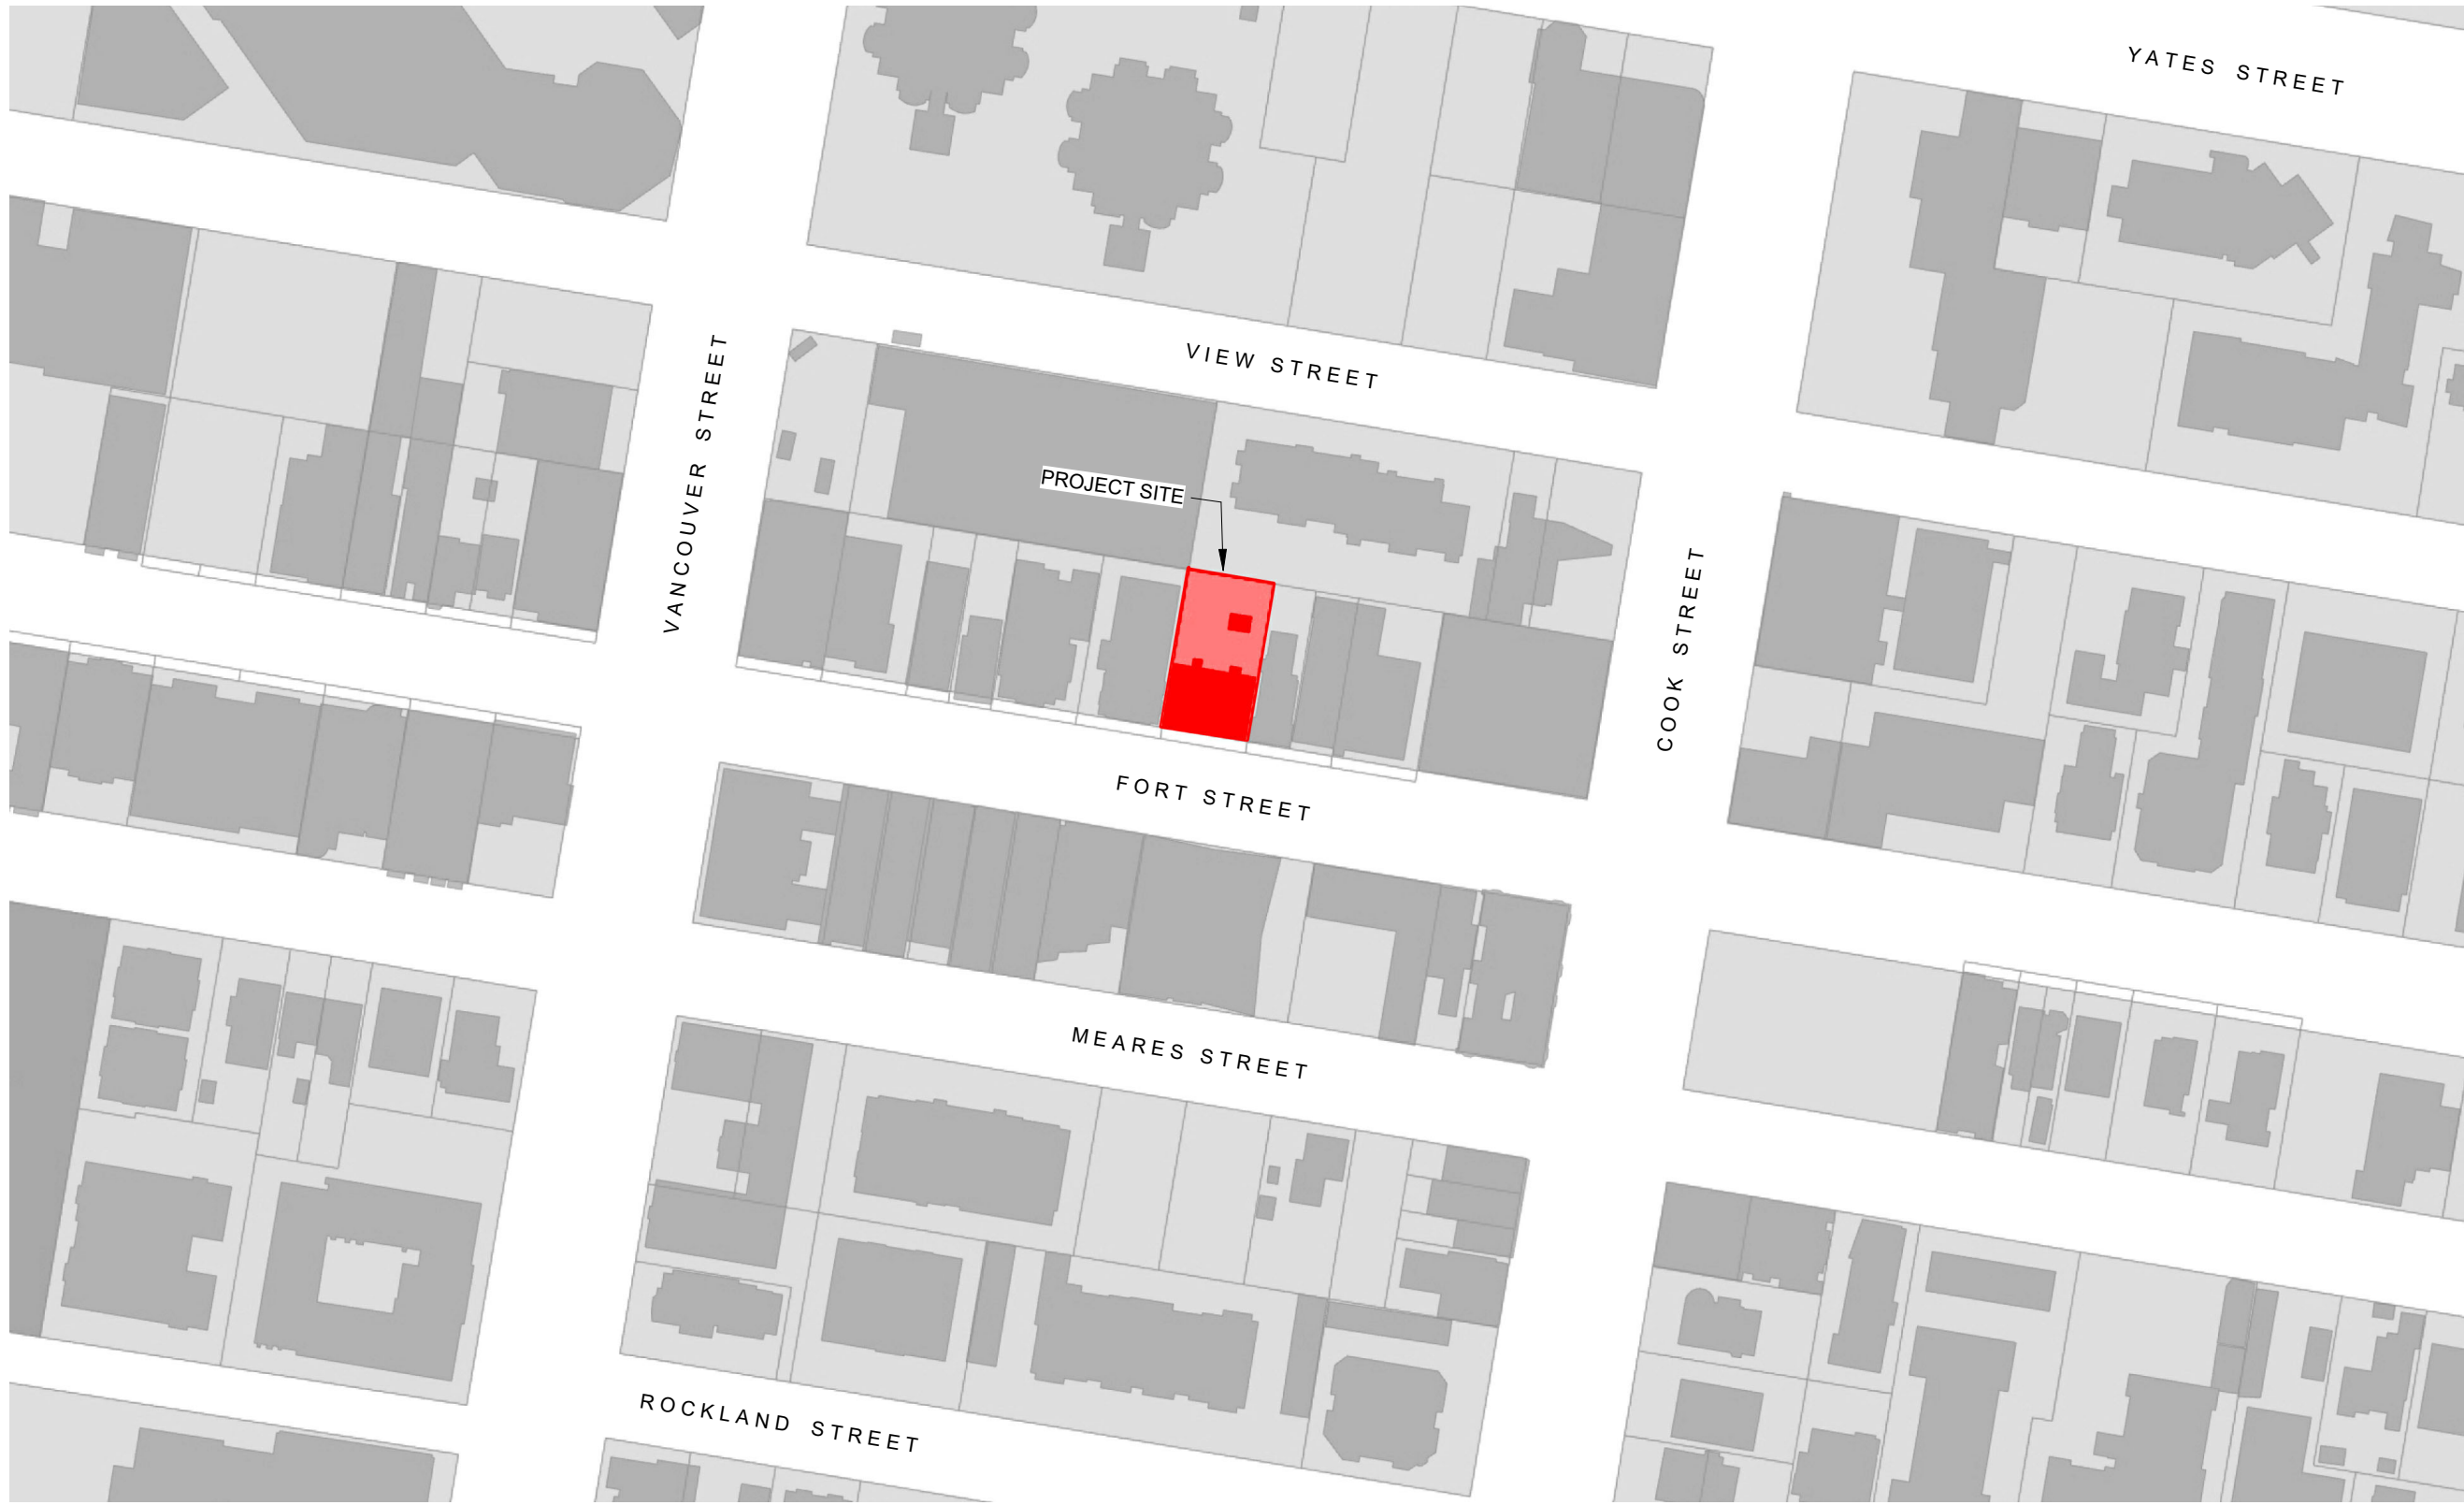 YATES STREET
VIEW STREET
VANCOUVER STREET
PROJECT SITE
COOK STREET
FORT STREET
MEARES STREET
ROCKLAND STREET